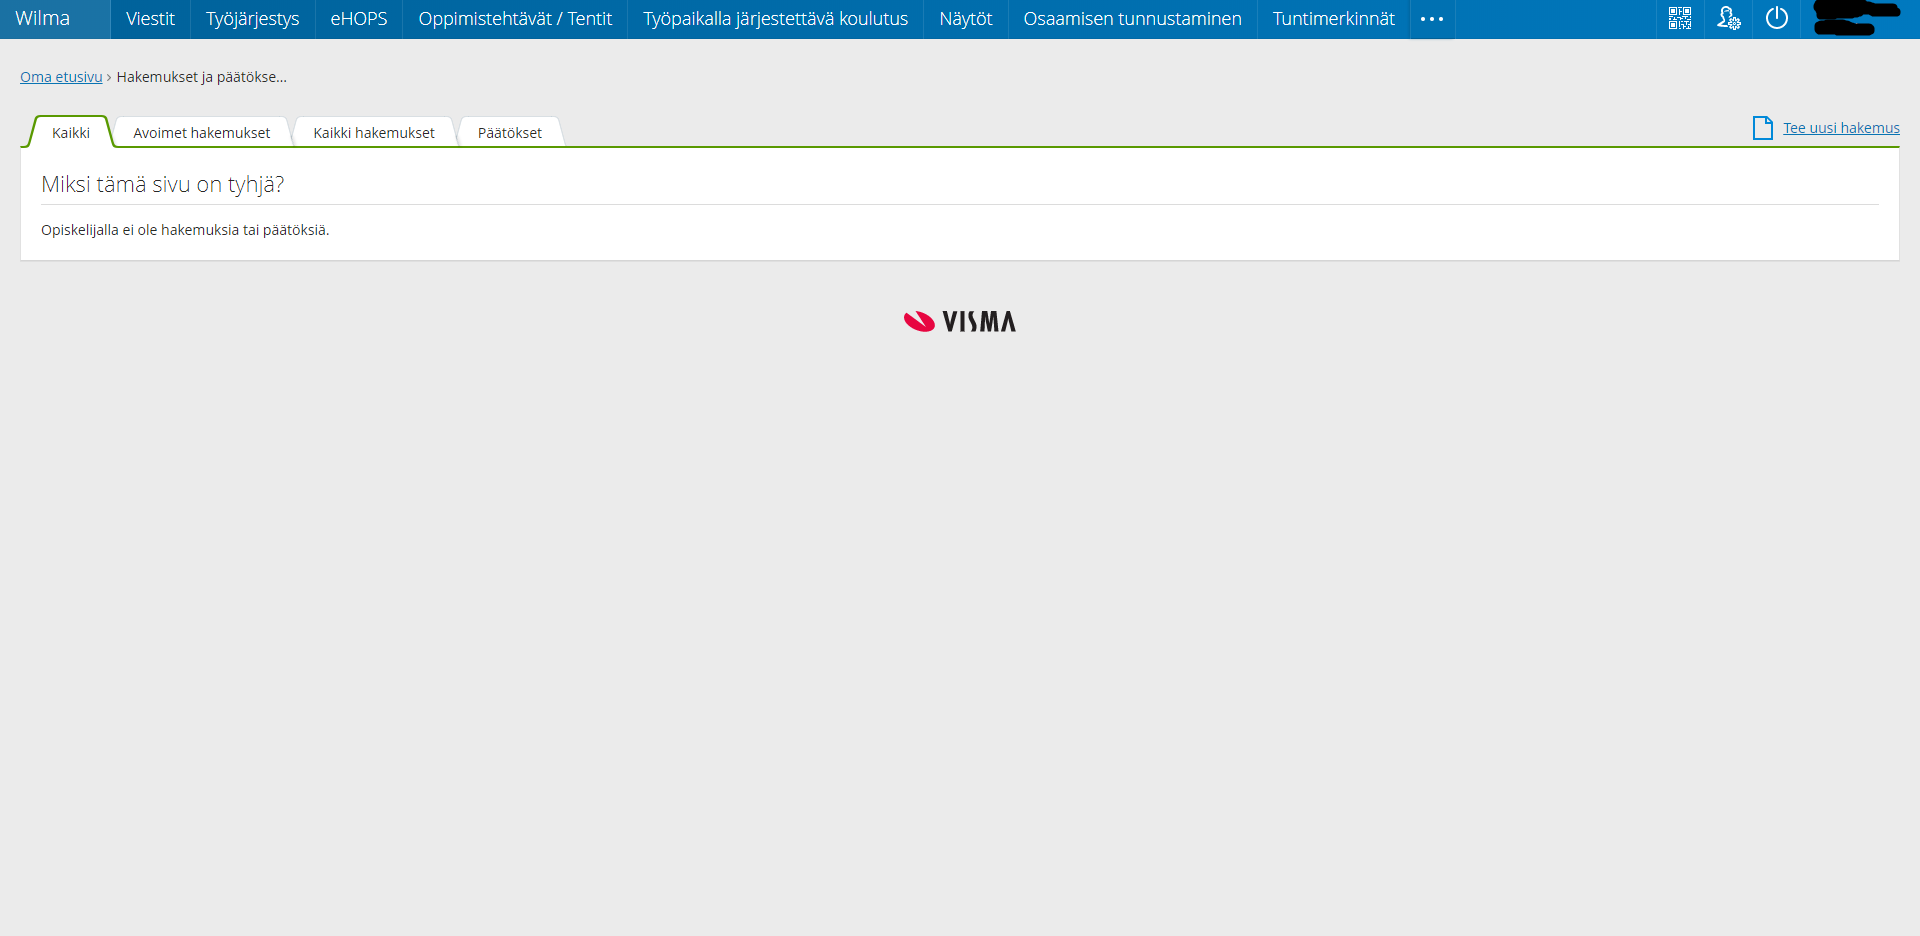 Wilma Viestit Työjärjestys eHOPS Oppimistehtävät / Tentit Työpaikalla järjestettävä koulutus Näytöt Osaamisen tunnustaminen Tuntimerkinnät
Oma etusivu › Hakemukset ja päätökse...
Kaikki Avoimet hakemukset Kaikki hakemukset Päätökset Tee uusi hakemus
Miksi tämä sivu on tyhjä?
Opiskelijalla ei ole hakemuksia tai päätöksiä.
VISMA